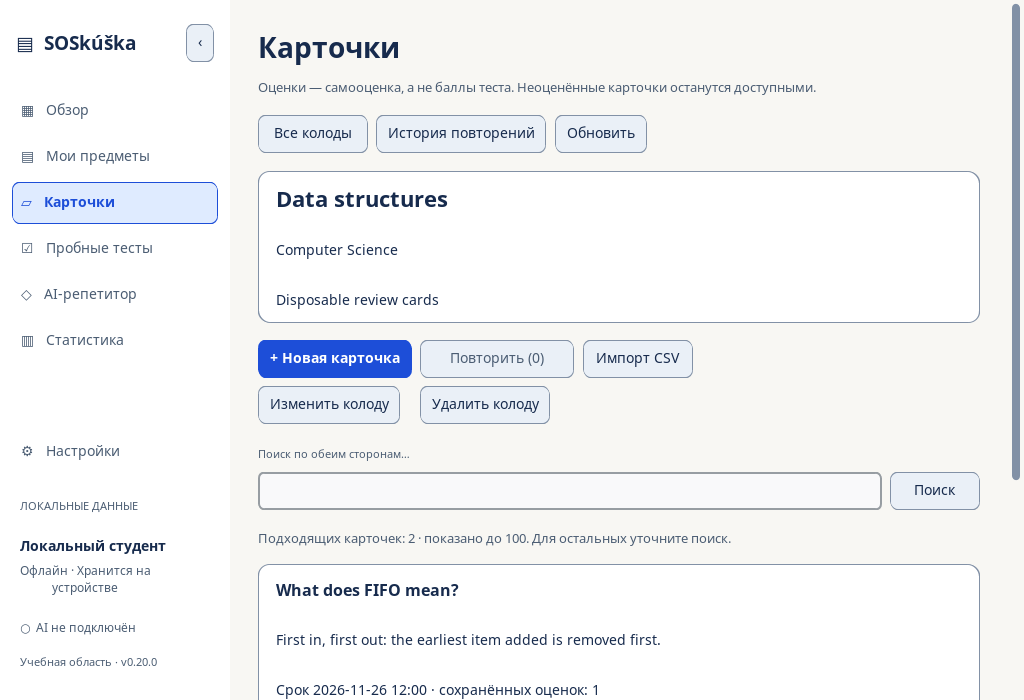 SOSkúška
Обзор
Мои предметы
Карточки
Пробные тесты
AI-репетитор
Статистика
Настройки
ЛОКАЛЬНЫЕ ДАННЫЕ
Локальный студент
Офлайн · Хранится на
устройстве
AI не подключён
Учебная область · v0.20.0
Карточки
Оценки — самооценка, а не баллы теста. Неоценённые карточки останутся доступными.
Все колоды История повторений Обновить
Data structures
Computer Science
Disposable review cards
+ Новая карточка Повторить (0) Импорт CSV
Изменить колоду Удалить колоду
Поиск по обеим сторонам...
Поиск
Подходящих карточек: 2 · показано до 100. Для остальных уточните поиск.
What does FIFO mean?
First in, first out: the earliest item added is removed first.
Срок 2026-11-26 12:00 · сохранённых оценок: 1